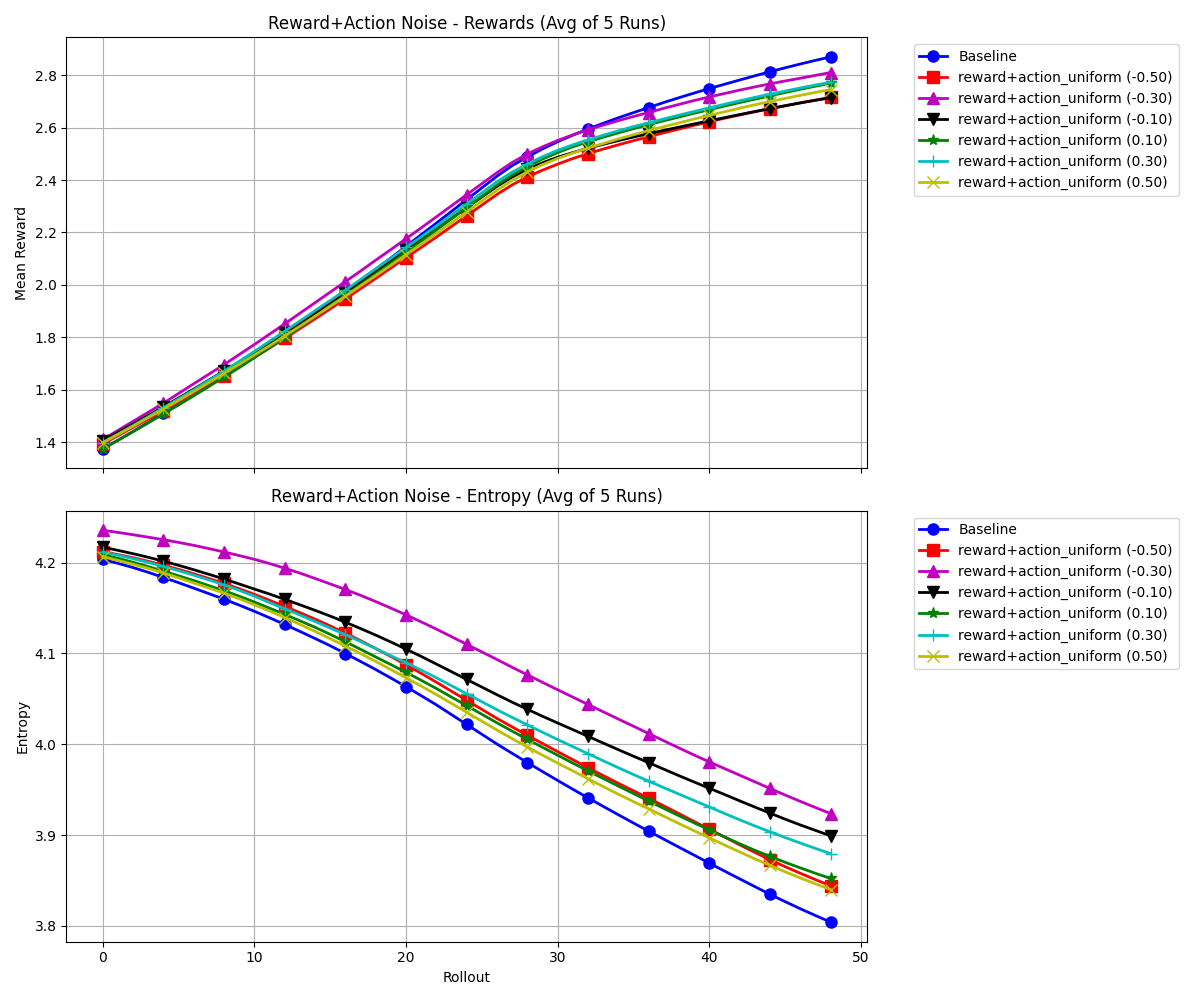 Reward+Action Noise - Rewards (Avg of 5 Runs)
Mean Reward
2.8
2.6
2.4
2.2
2.0
1.8
1.6
1.4
Baseline
reward+action_uniform (-0.50)
reward+action_uniform (-0.30)
reward+action_uniform (-0.10)
reward+action_uniform (0.10)
reward+action_uniform (0.30)
reward+action_uniform (0.50)
Reward+Action Noise - Entropy (Avg of 5 Runs)
Entropy
4.2
4.1
4.0
3.9
3.8
0 10 20 30 40 50
Rollout
Baseline
reward+action_uniform (-0.50)
reward+action_uniform (-0.30)
reward+action_uniform (-0.10)
reward+action_uniform (0.10)
reward+action_uniform (0.30)
reward+action_uniform (0.50)